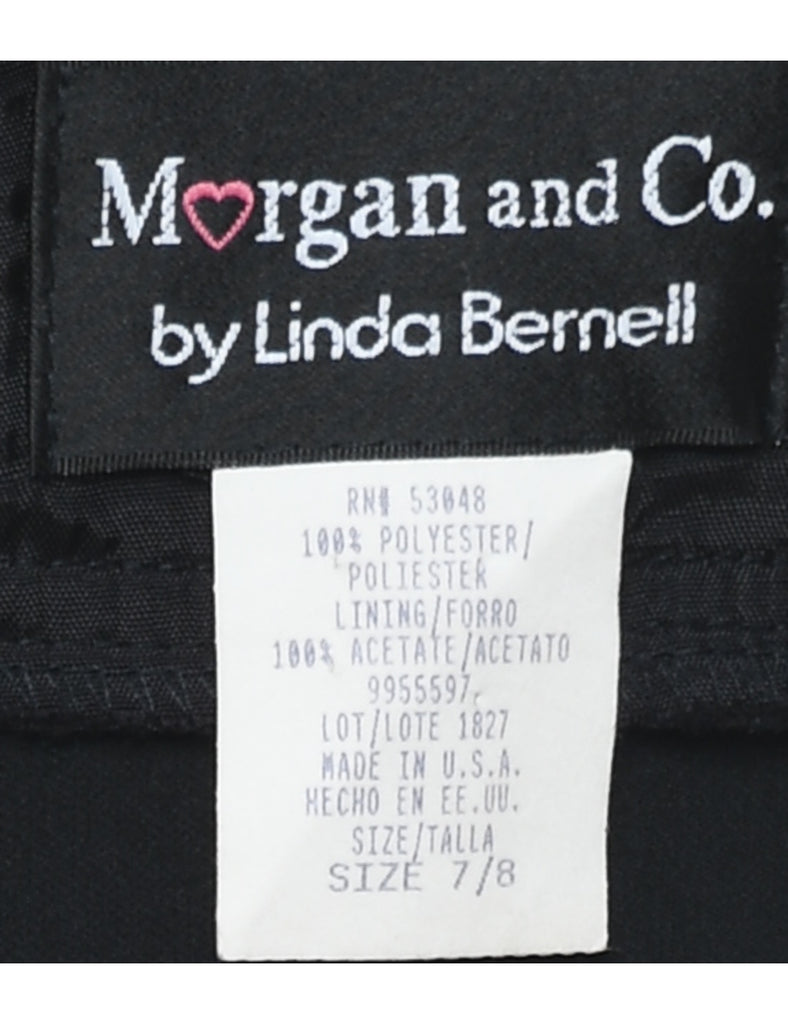 Morgan and Co.
by Linda Bernell
RN# 53048
100% POLYESTER/
POLIESTER
LINING/FORRO
100% ACETATE/ACETATO
9955597
LOT/LOTE 1827
MADE IN U.S.A.
HECHO EN EE.UU.
SIZE/TALLA
SIZE 7/8